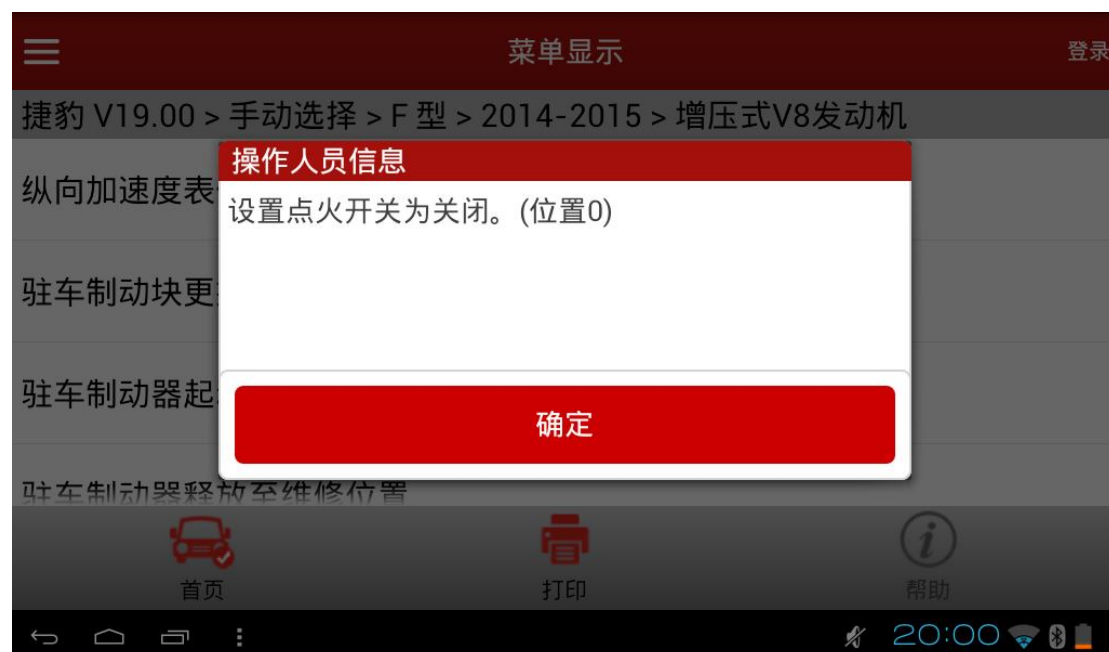 菜单显示
登录
捷豹 V19.00 > 手动选择 > F 型 > 2014-2015 > 增压式V8发动机
操作人员信息
纵向加速度表
设置点火开关为关闭。(位置0)
驻车制动块更
驻车制动器起
确定
驻车制动器释放至维修位置
首页
打印
帮助
20:00